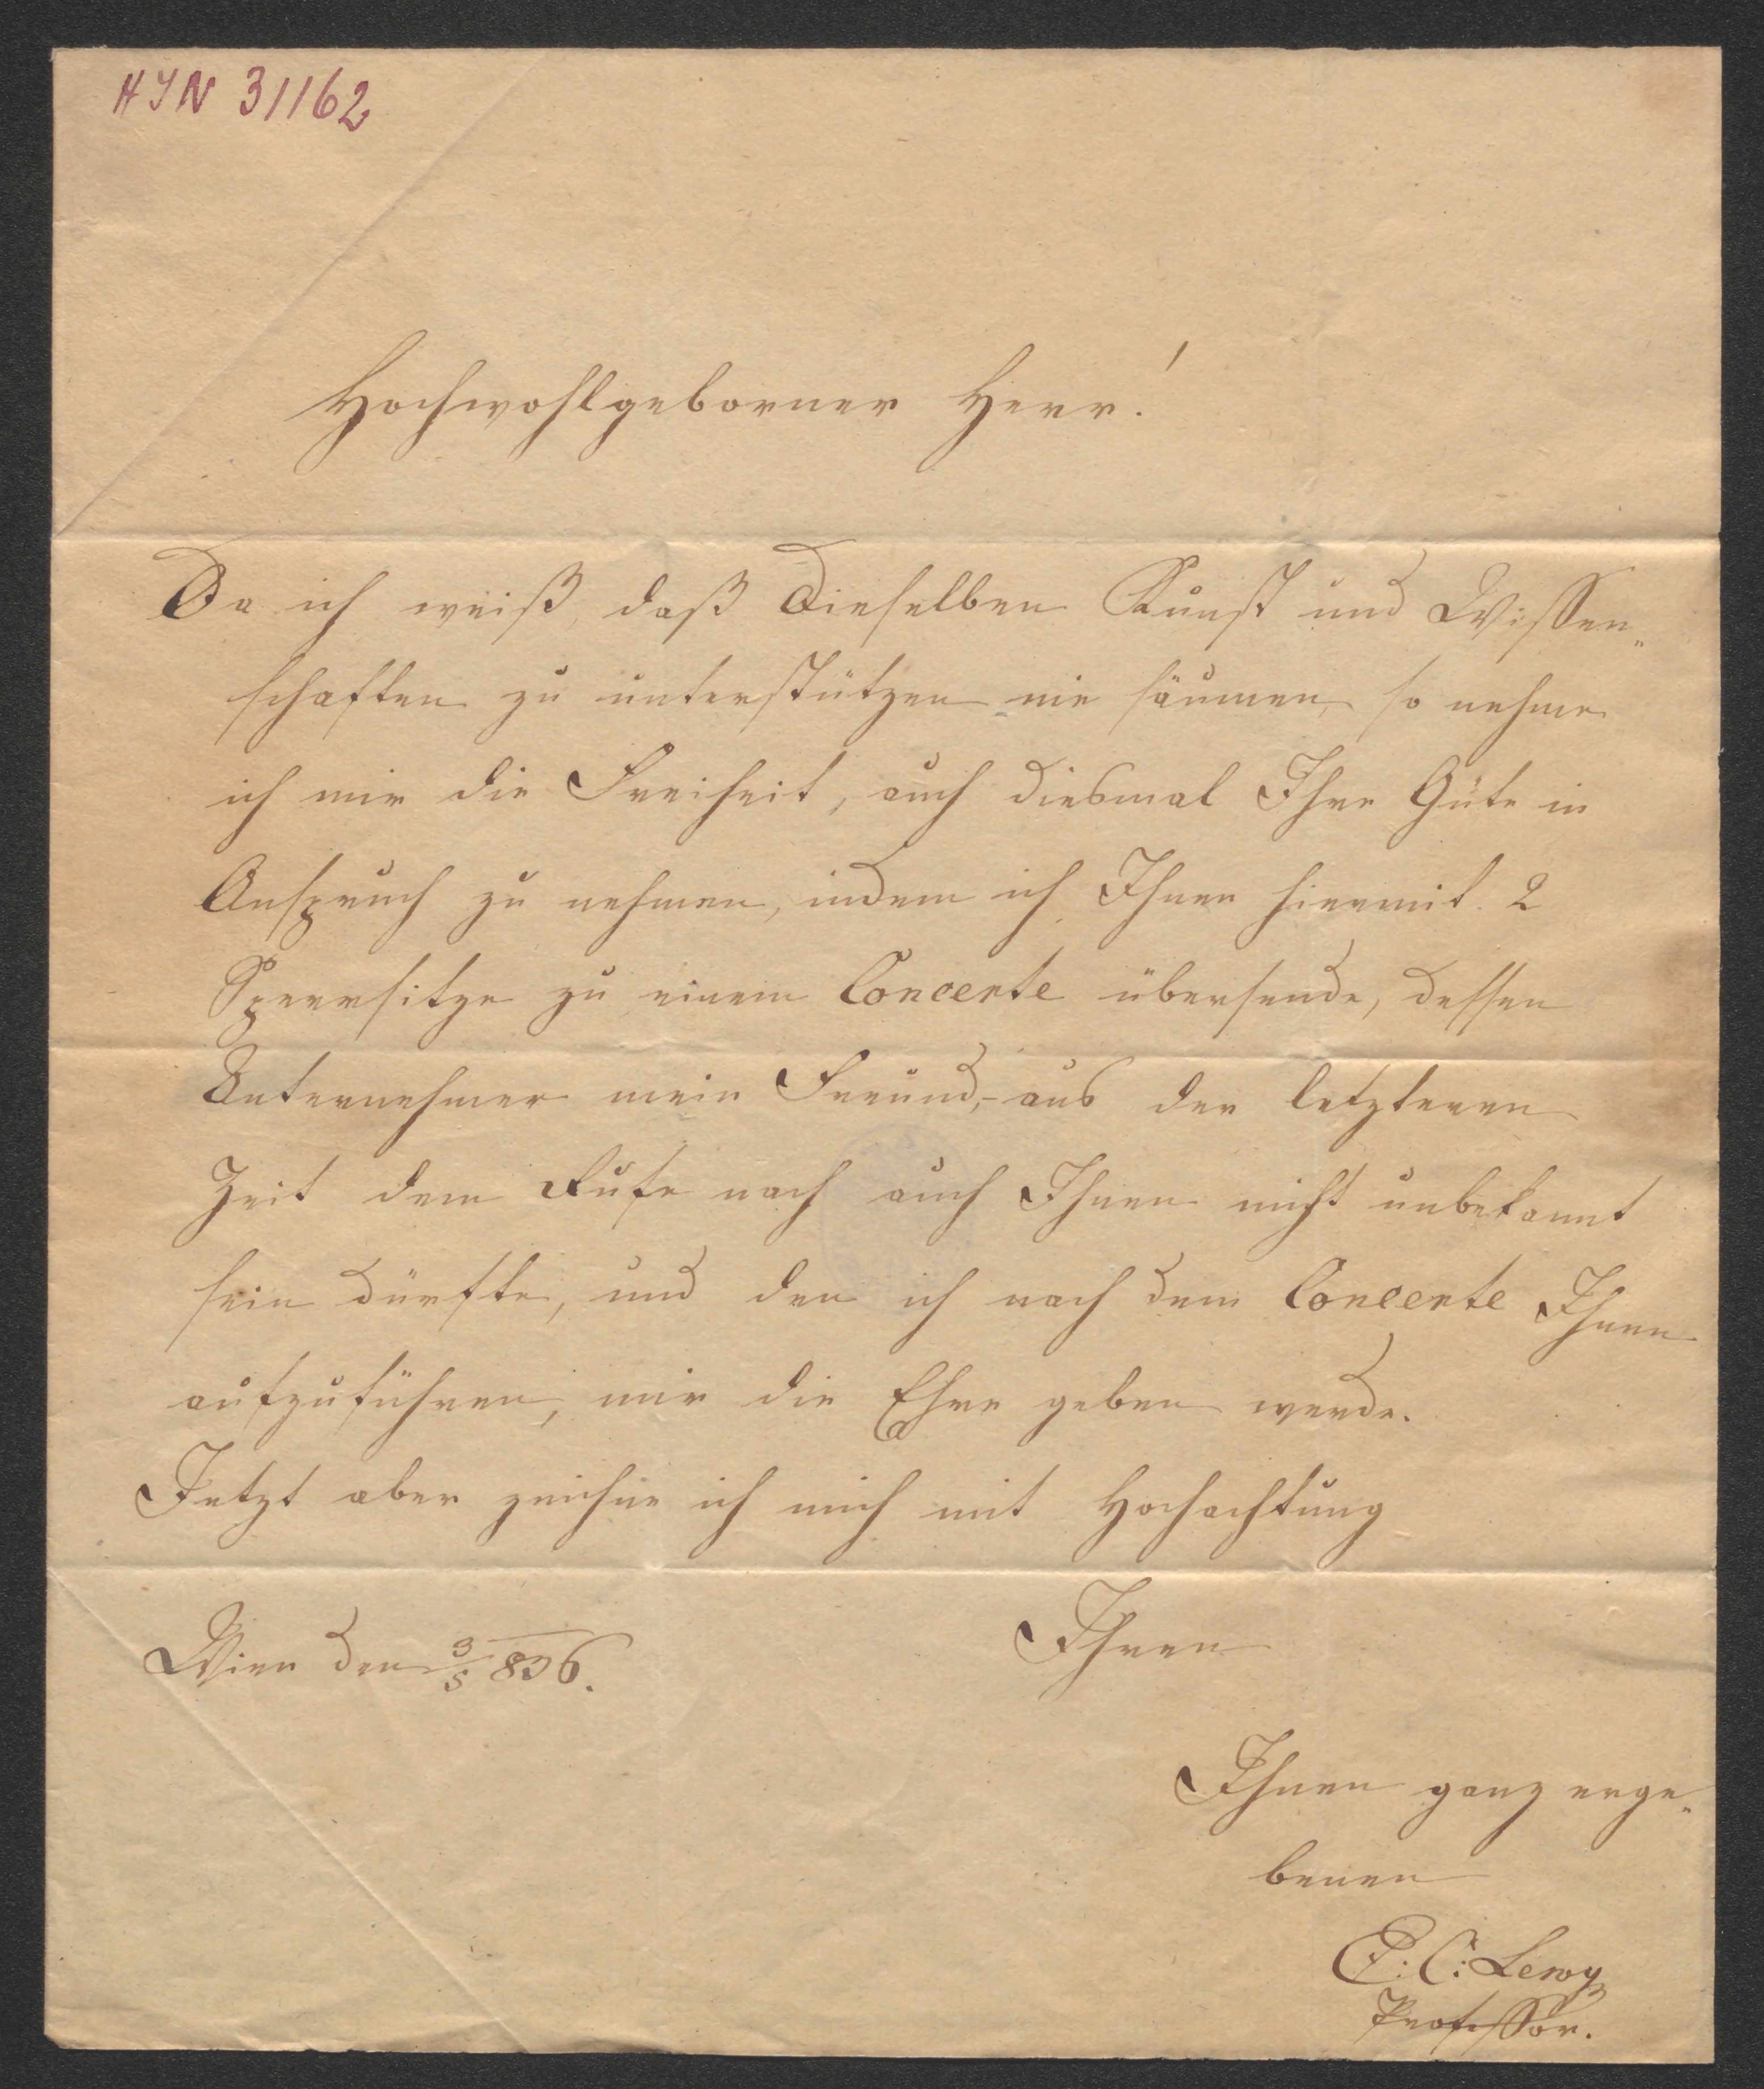 HJN 31162
Hochwohlgeborner Herr!
Da ich weiß, daß Dieselben Kunst und Wissen„
schaften zu unterstützen nie säumen, so nehme
ich mir die Freiheit, auch diesmal Ihre Güte in
Anspruch zu nehmen, indem ich Ihnen hiermit 2
Sperrsitze zu einem Concerte übersende, dessen
Unternehmer mein Freund, aus der letzteren
Zeit dem Rufe nach auch Ihnen nicht unbekannt
sein dürfte, und den ich nach dem Concerte Ihnen
aufzuführen, mir die Ehre geben werde.
Jetzt aber zeichne ich mich mit Hochachtung
Wien den 3/5 836.
Ihren
Ihnen ganz erge„
benen
E: C: Lewy
Professor.